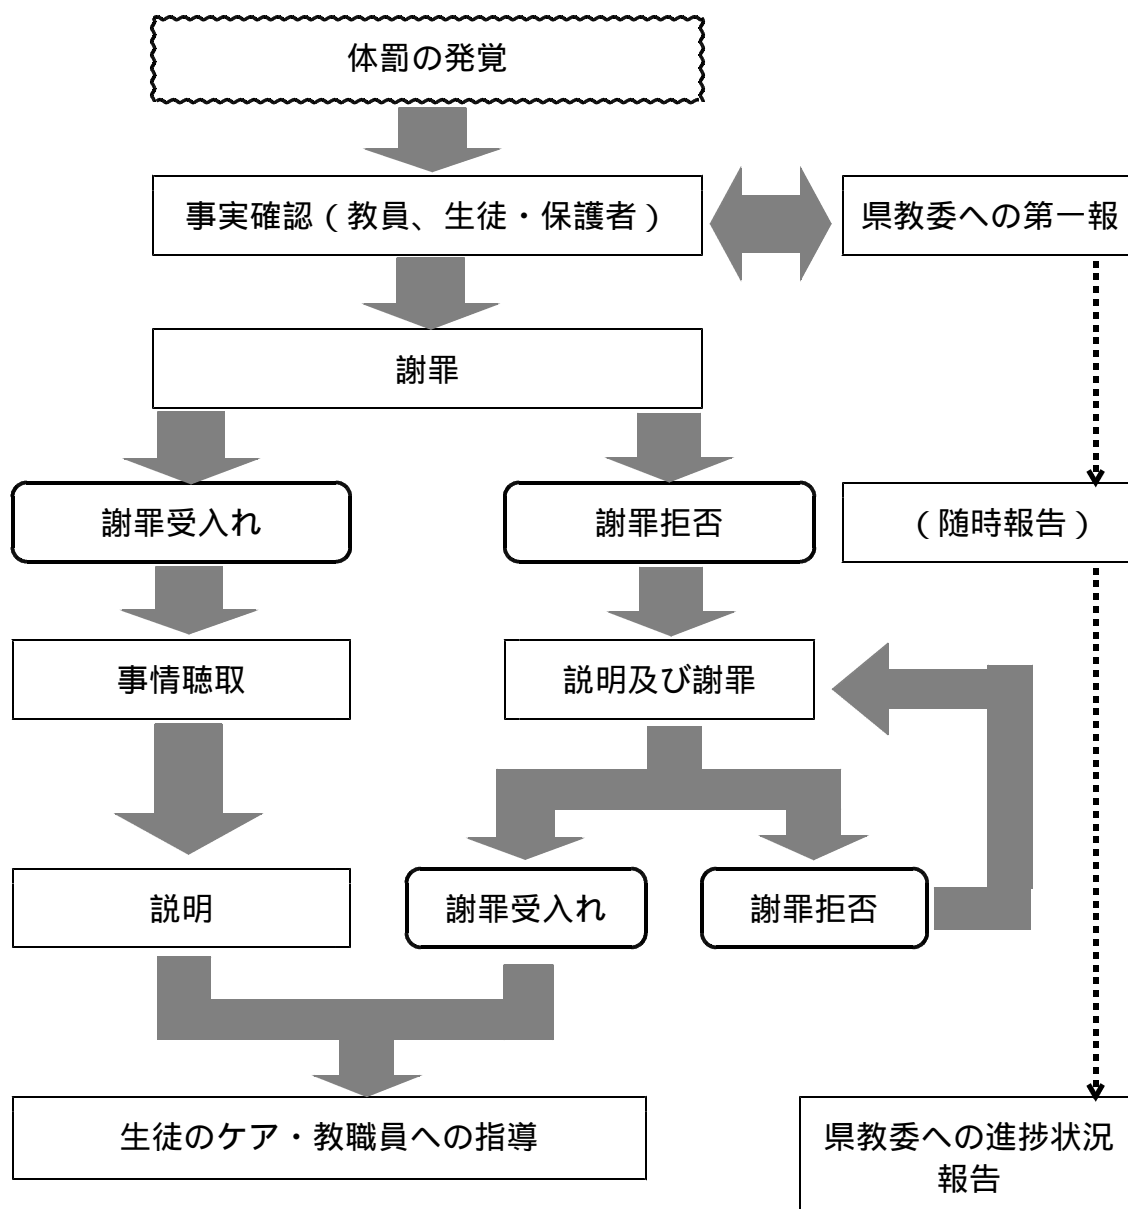 体罰の発覚
事実確認（教員、生徒・保護者）
県教委への第一報
謝罪
謝罪受入れ
謝罪拒否
（随時報告）
事情聴取
説明及び謝罪
説明
謝罪受入れ
謝罪拒否
生徒のケア・教職員への指導
県教委への進捗状況
報告